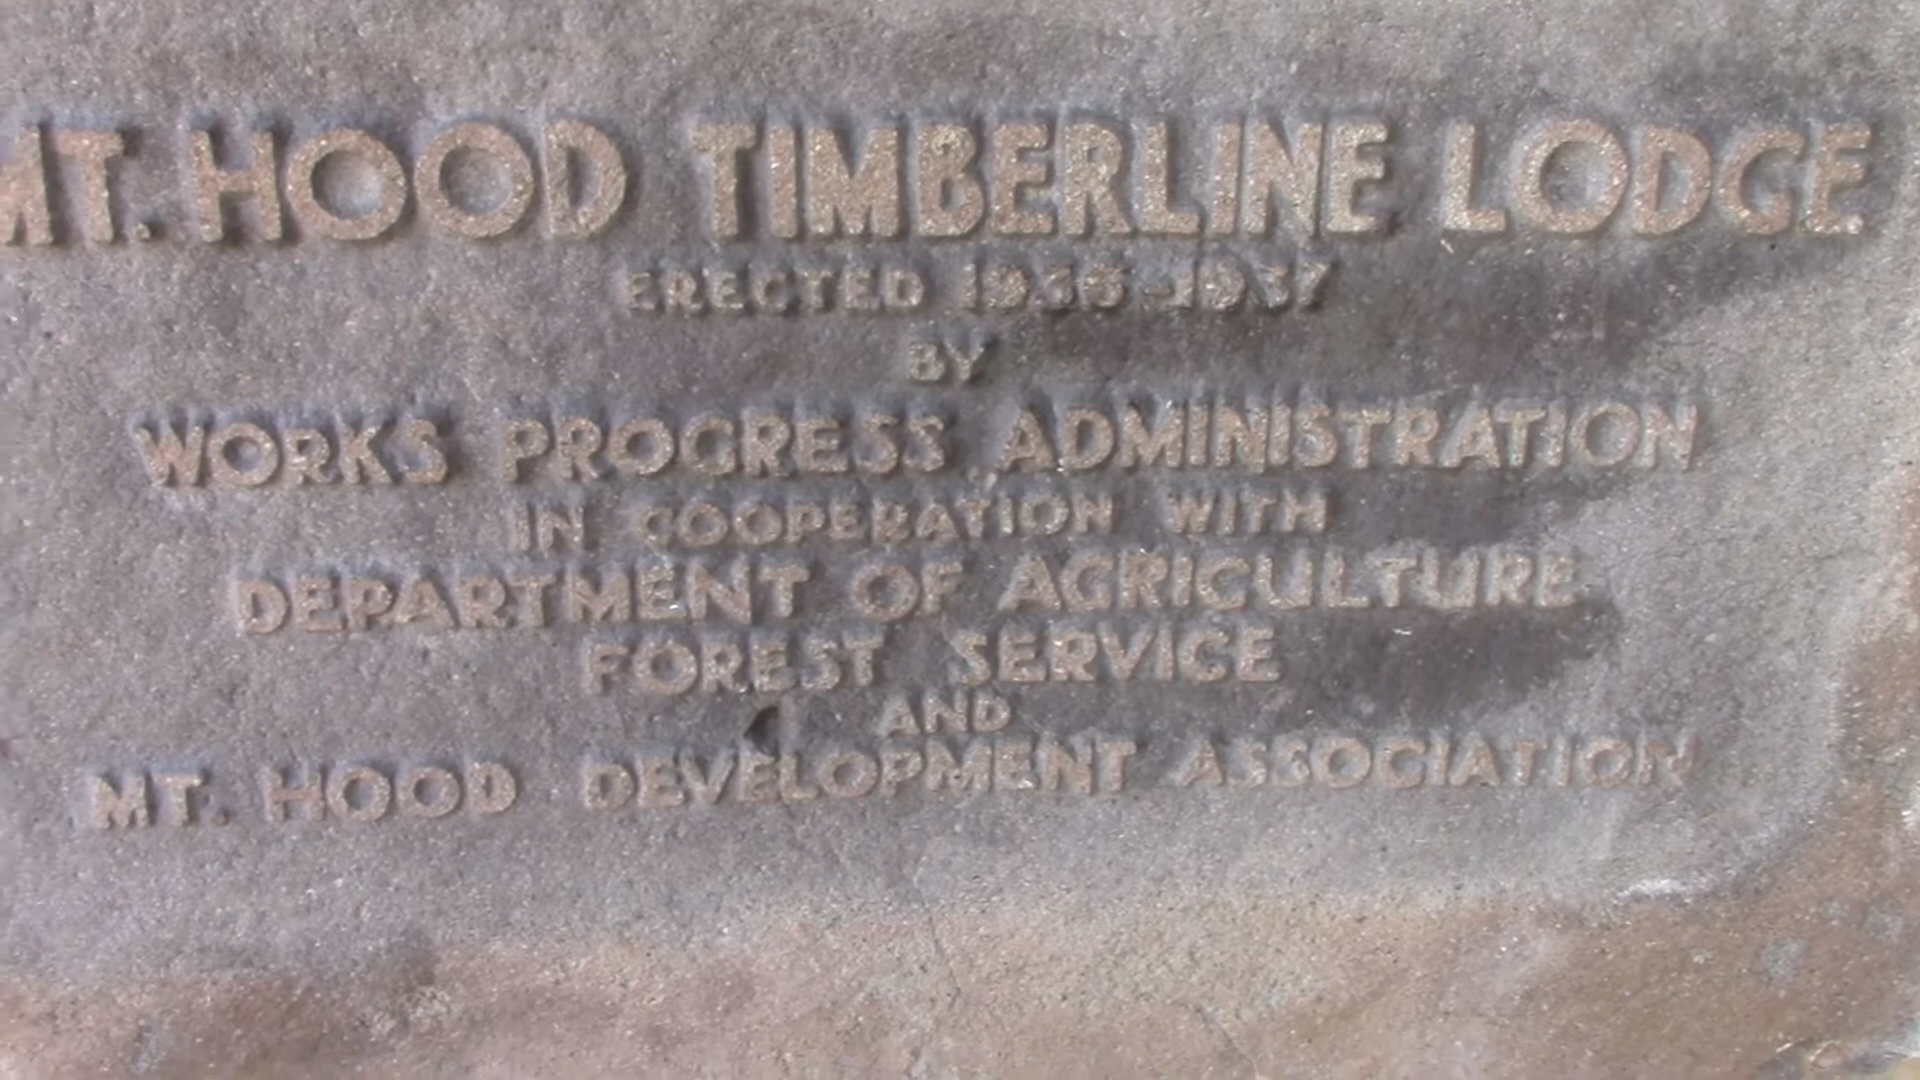 MT. HOOD TIMBERLINE LODGE
ERECTED 1936-1937
BY
WORKS PROGRESS ADMINISTRATION
IN COOPERATION WITH
DEPARTMENT OF AGRICULTURE
FOREST SERVICE
AND
MT. HOOD DEVELOPMENT ASSOCIATION